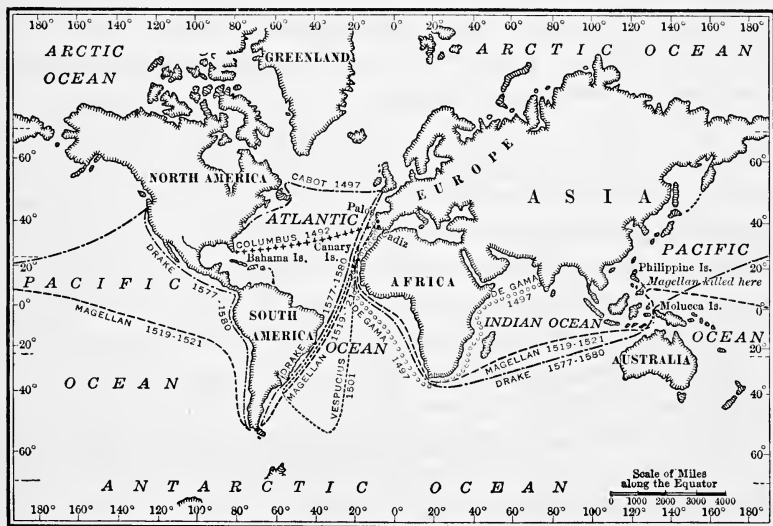 180° 160° 140° 120° 100° 80° 60° 40° 20° 0° 20° 40° 60° 80° 100° 120° 140° 160° 180°
ARCTIC
OCEAN
GREENLAND
ARCTIC OCEAN
60°
60°
NORTH AMERICA
CABOT 1497
EUROPE
ASIA
40°
40°
ATLANTIC
Palos
Cadiz
COLUMBUS 1492
Bahama Is.
Canary
Is.
PACIFIC
20°
20°
DRAKE 1577-1580
AFRICA
DE GAMA
1497
Philippine Is.
Magellan killed here
PACIFIC
0°
0°
MAGELLAN 1519-1521
SOUTH
AMERICA
1577-1580
1519-1521
DE GAMA
1497
INDIAN OCEAN
Molucca Is.
OCEAN
20°
20°
DRAKE
MAGELLAN
OCEAN
VESPUCIUS
1501
MAGELLAN 1519-1521
DRAKE 1577-1580
AUSTRALIA
OCEAN
40°
40°
60°
60°
ANTARCTIC OCEAN
Scale of Miles
along the Equator
0 1000 2000 3000 4000
180° 160° 140° 120° 100° 80° 60° 40° 20° 0° 20° 40° 60° 80° 100° 120° 140° 160° 180°